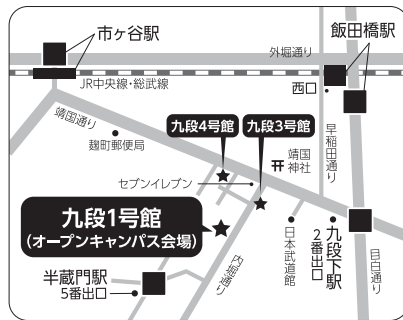 市ヶ谷駅
飯田橋駅
外堀通り
JR中央線・総武線
西口
靖国通り
麹町郵便局
九段4号館
九段3号館
早稲田通り
靖国
神社
セブンイレブン
九段1号館
(オープンキャンパス会場)
内堀通り
日本武道館
九段下駅
2番出口
目白通り
半蔵門駅
5番出口